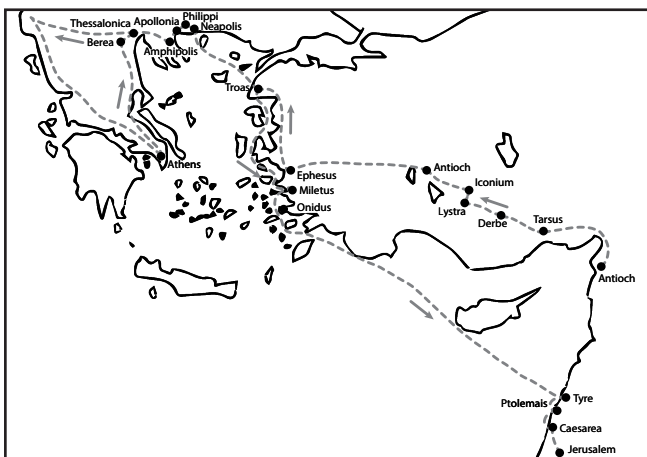 Philippi
Thessalonica Apollonia
Neapolis
Berea
Amphipolis
Troas
Athens
Ephesus
Antioch
Miletus
Iconium
Onidus
Lystra
Derbe
Tarsus
Antioch
Tyre
Ptolemais
Caesarea
Jerusalem